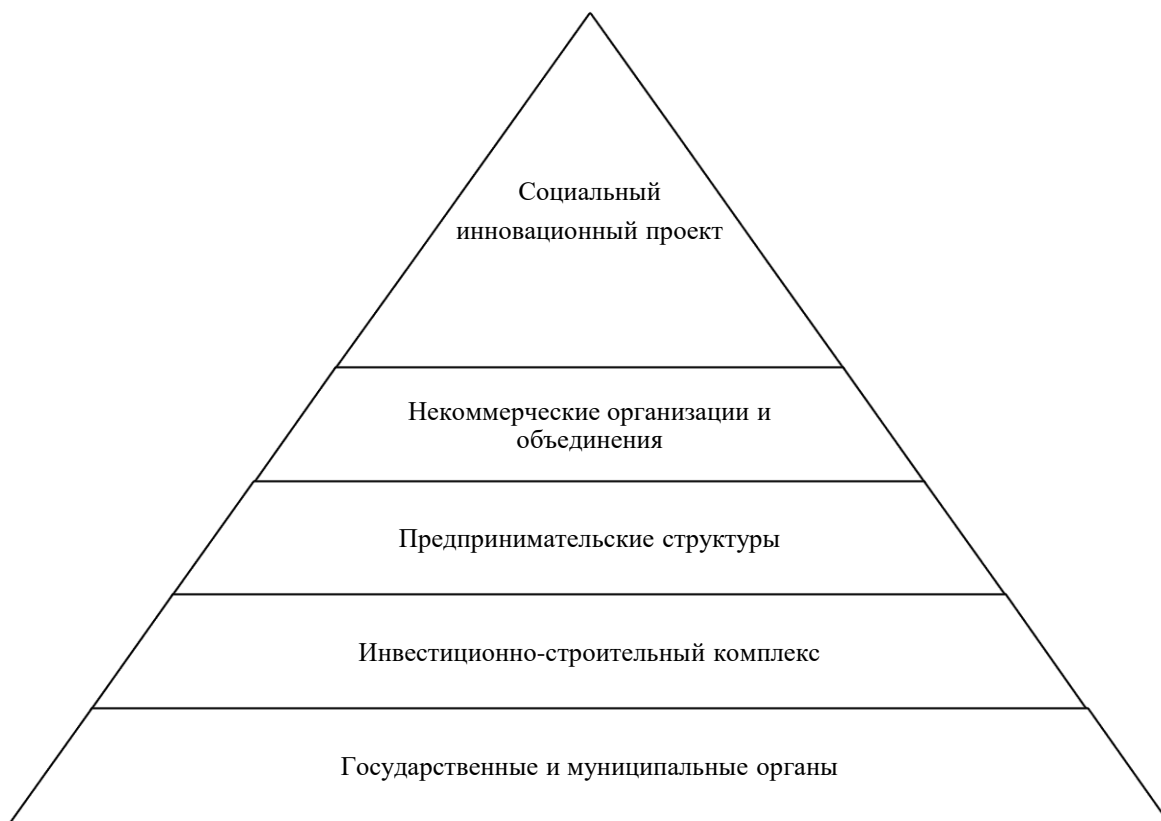 Социальный
инновационный проект
Некоммерческие организации и
объединения
Предпринимательские структуры
Инвестиционно-строительный комплекс
Государственные и муниципальные органы